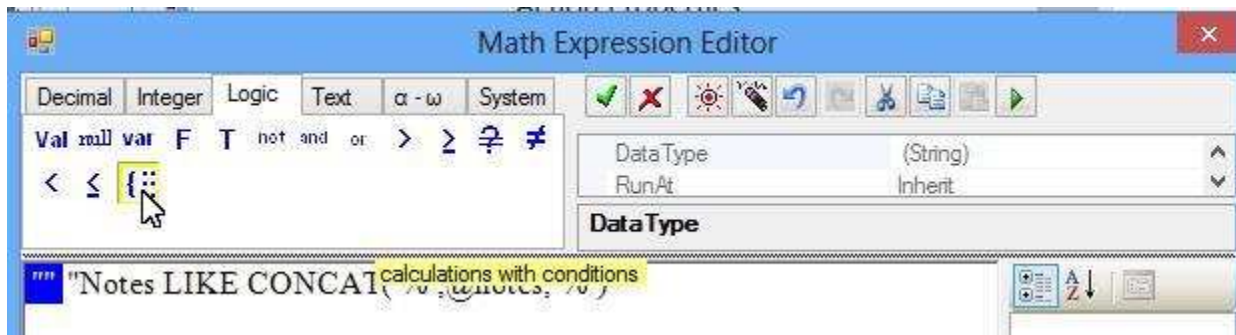 Math Expression Editor
Decimal Integer Logic Text α - ω System
Val null var F T not and or > ≥ =? ≠
DataType (String)
< ≤ {::
RunAt Inherit
DataType
calculations with conditions
"" "Notes LIKE CONCAT('%',@notes,'%')